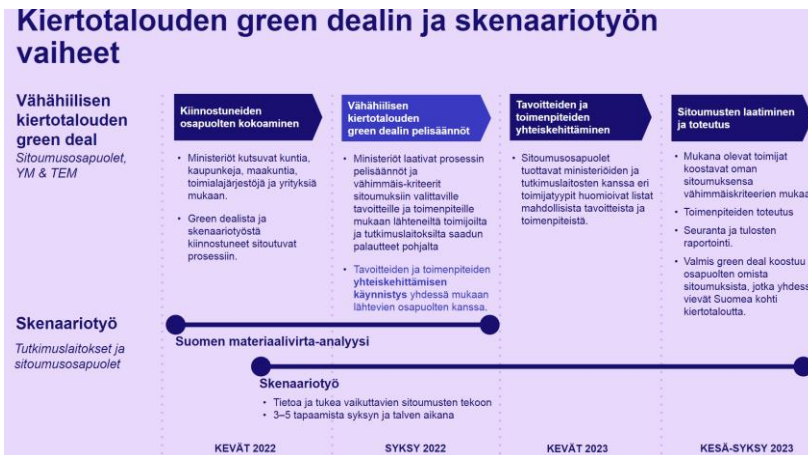 Kiertotalouden green dealin ja skenaariotyön
vaiheet
Vähähiilisen
kiertotalouden
green deal
Sitoumusosapuolet,
YM & TEM
Kiinnostuneiden
osapuolten kokoaminen
• Ministeriöt kutsuvat kuntia,
kaupunkeja, maakuntia,
toimialajärjestöjä ja yrityksiä
mukaan.
• Green dealista ja
skenaariotyöstä
kiinnostuneet sitoutuvat
prosessiin.
Vähähiilisen
kiertotalouden
green dealin pelisäännöt
• Ministeriöt laativat prosessin
pelisäännöt ja
vähimmäis-kriteerit
sitoumuksiin valittaville
tavoitteille ja toimenpiteille
mukaan lähteneiltä toimijoilta
ja tutkimuslaitoksilta saadun
palautteet pohjalta
• Tavoitteiden ja toimenpiteiden
yhteiskehittämisen
käynnistys yhdessä mukaan
lähtevien osapuolten kanssa.
Tavoitteiden ja
toimenpiteiden
yhteiskehittäminen
• Sitoumusosapuolet
tuottavat ministeriöiden ja
tutkimuslaitosten kanssa eri
toimijatyypit huomioivat listat
mahdollisista tavoitteista ja
toimenpiteistä.
Sitoumusten laatiminen
ja toteutus
• Mukana olevat toimijat
koostavat oman
sitoumuksensa
vähimmäiskriteerien mukaa
• Toimenpiteiden toteutus
• Seuranta ja tulosten
raportointi.
• Valmis green deal koostuu
osapuolten omista
sitoumuksista, jotka yhdess
vievät Suomea kohti
kiertotaloutta.
Skenaariotyö
Tutkimuslaitokset ja
sitoumusosapuolet
Suomen materiaalivirta-analyysi
Skenaariotyö
• Tietoa ja tukea vaikuttavien sitoumusten tekoon
• 3–5 tapaamista syksyn ja talven aikana
KEVÄT 2022
SYKSY 2022
KEVÄT 2023
KESÄ-SYKSY 2023